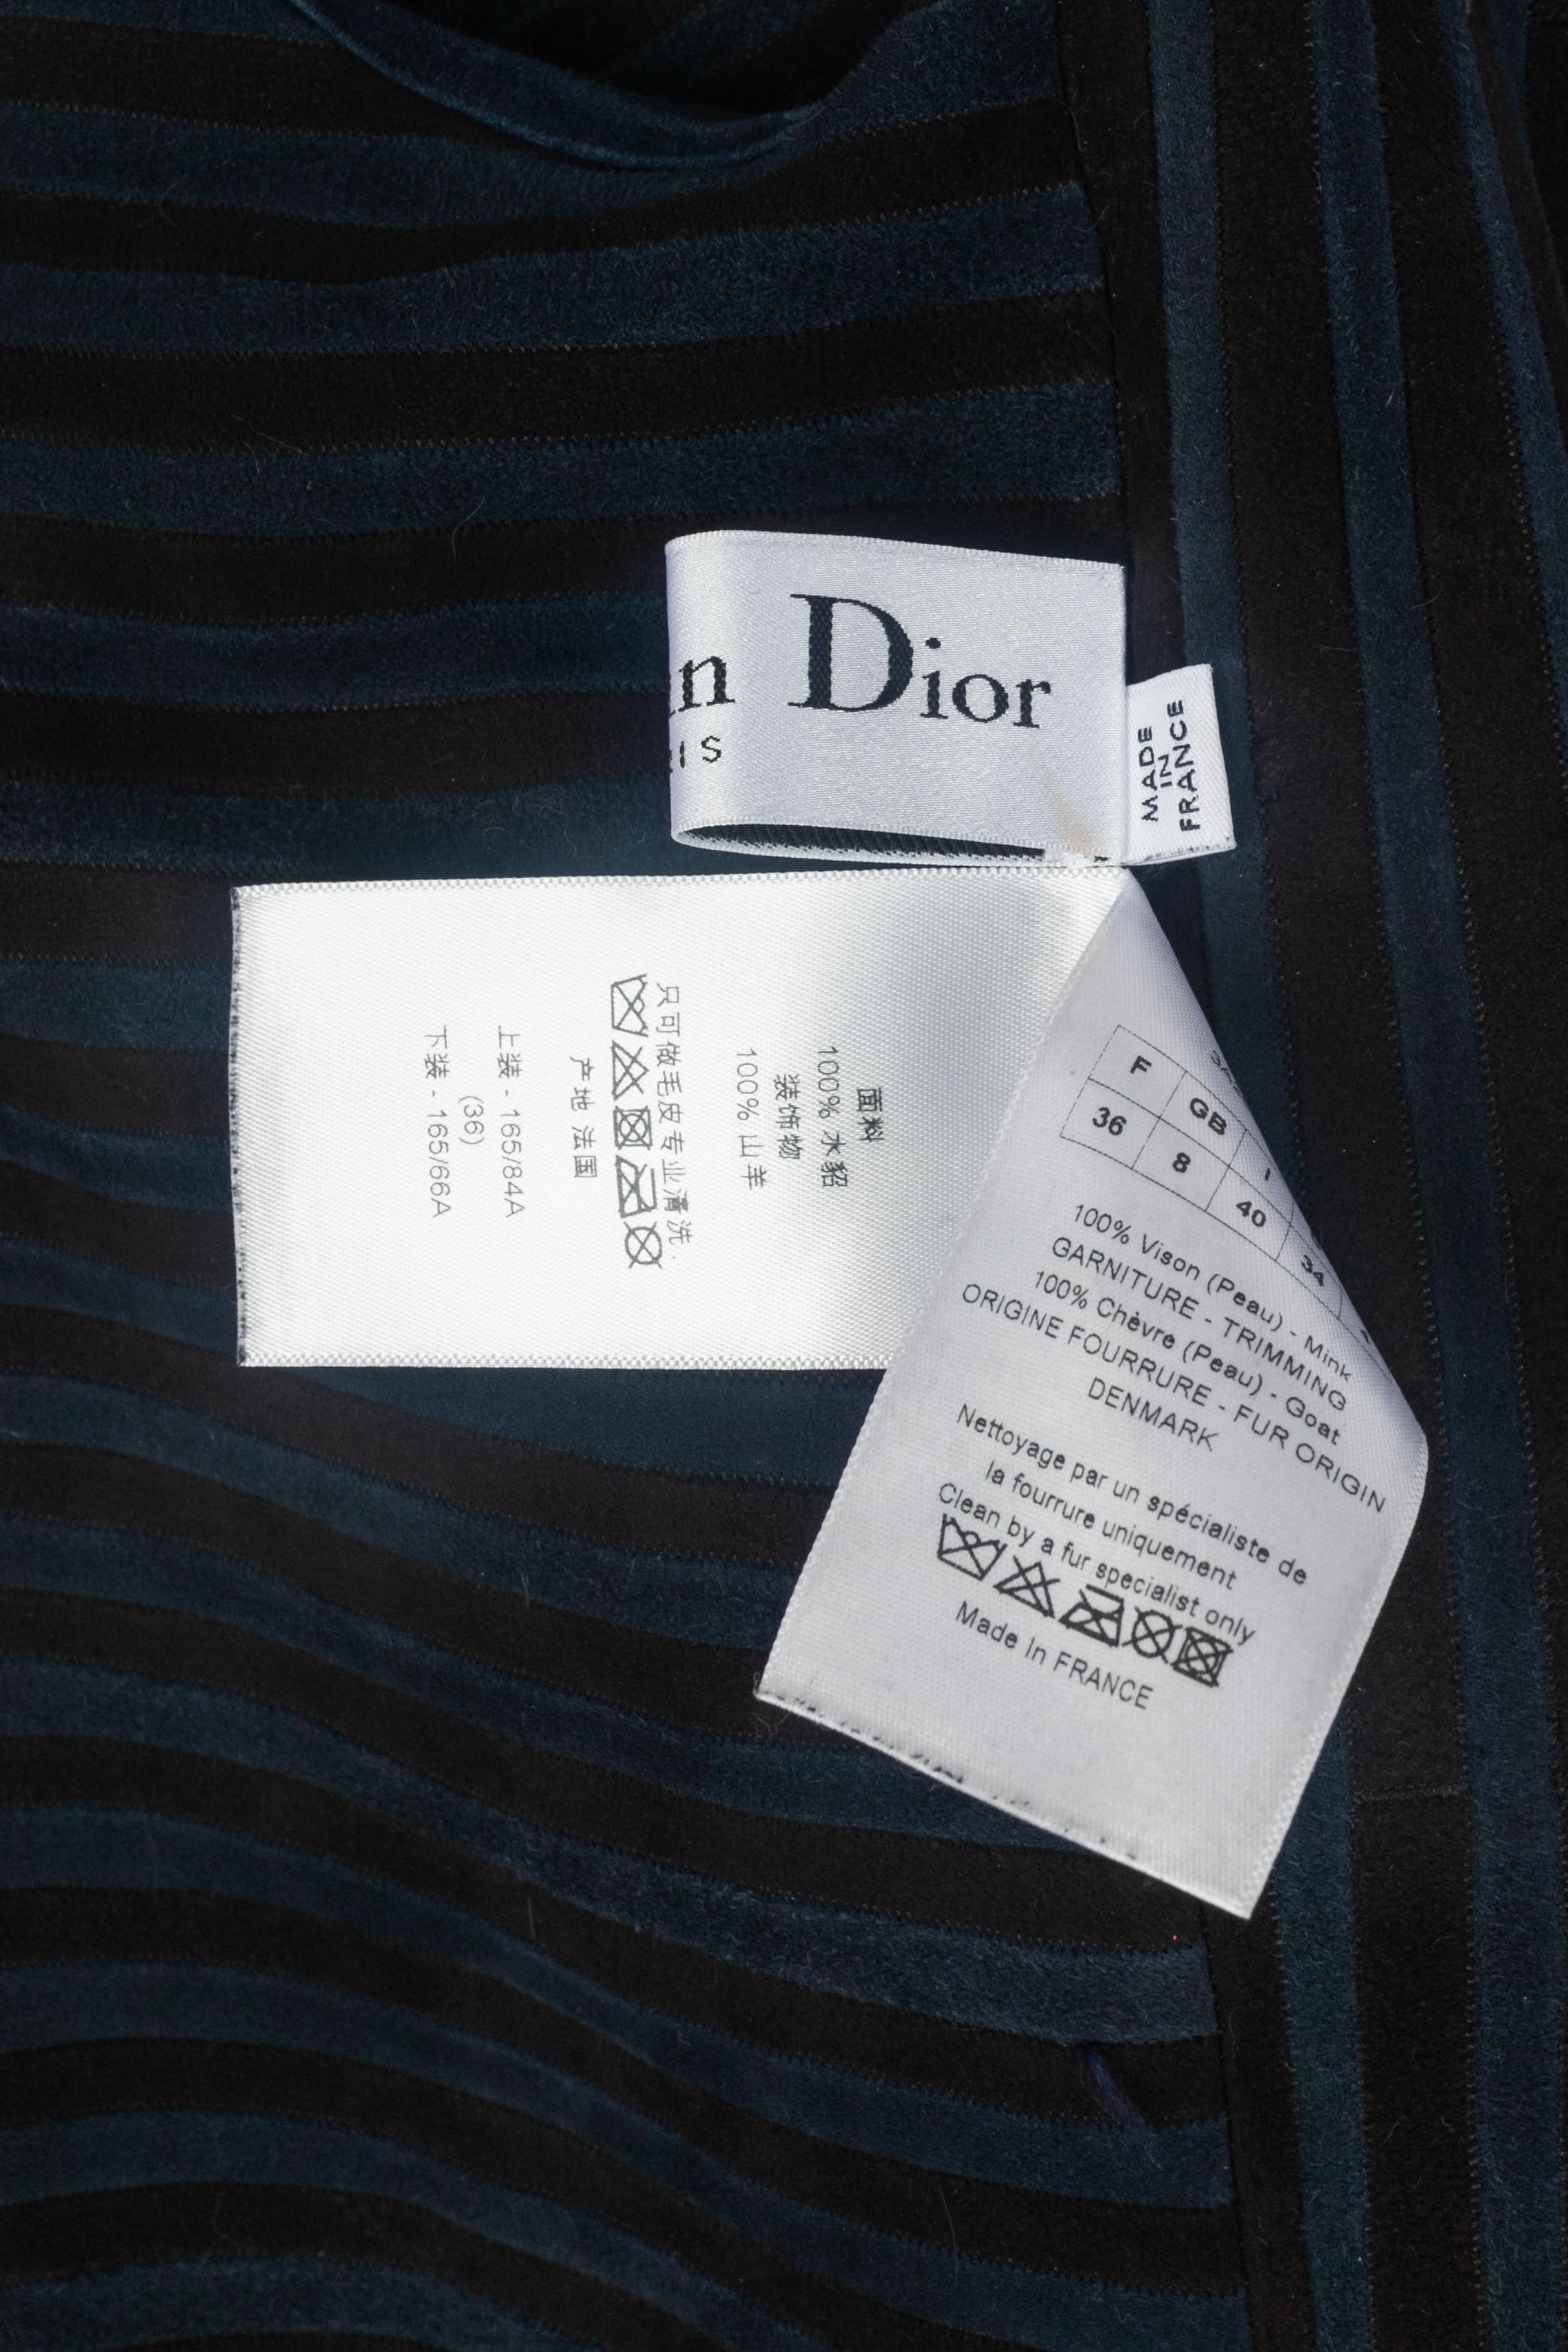 n Dior
RIS
MADE
IN
FRANCE
面料
100% 水貂
装饰物
100% 山羊
只可做毛皮专业清洗.
产地 法国
上装 - 165/84A
(36)
下装 - 165/66A
F GB I
36 8 40 34
100% Vison (Peau) - Mink
GARNITURE - TRIMMING
100% Chèvre (Peau) - Goat
ORIGINE FOURRURE - FUR ORIGIN
DENMARK
Nettoyage par un spécialiste de
la fourrure uniquement
Clean by a fur specialist only
Made In FRANCE